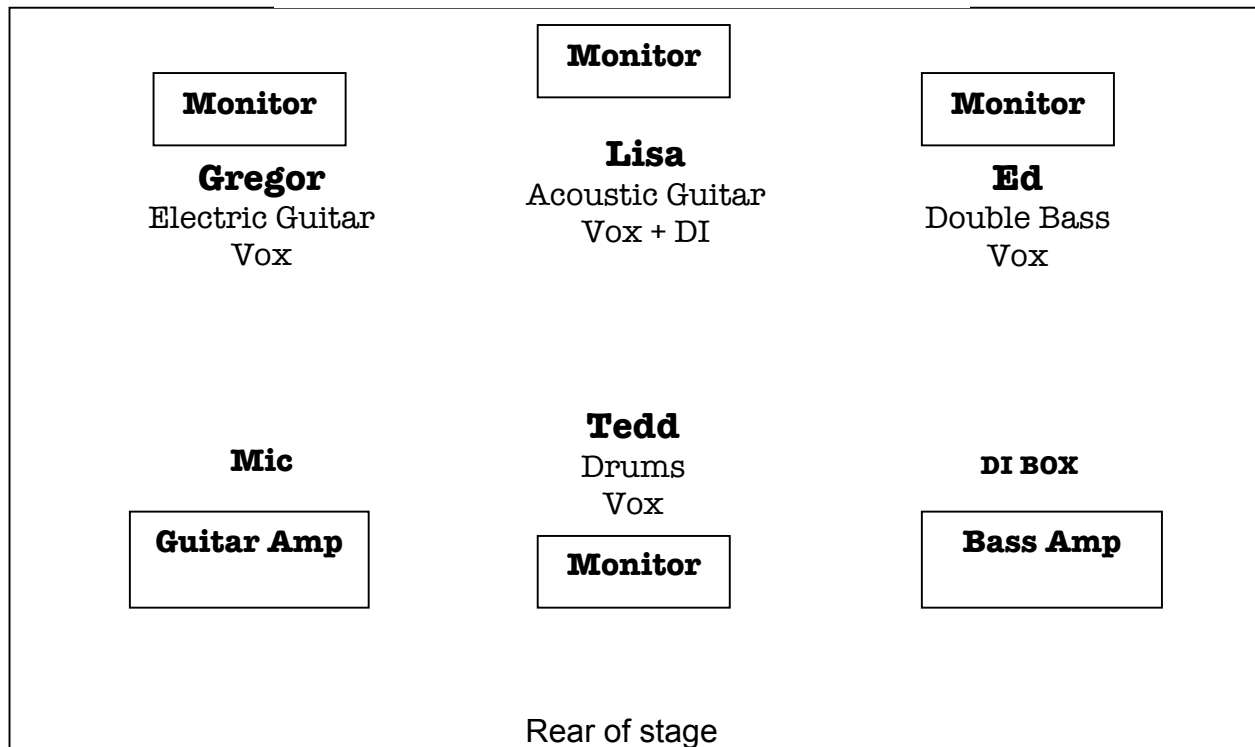 Monitor
Monitor
Monitor
Lisa
Acoustic Guitar
Vox + DI
Gregor
Electric Guitar
Vox
Ed
Double Bass
Vox
Tedd
Drums
Vox
Mic
DI BOX
Guitar Amp
Monitor
Bass Amp
Rear of stage